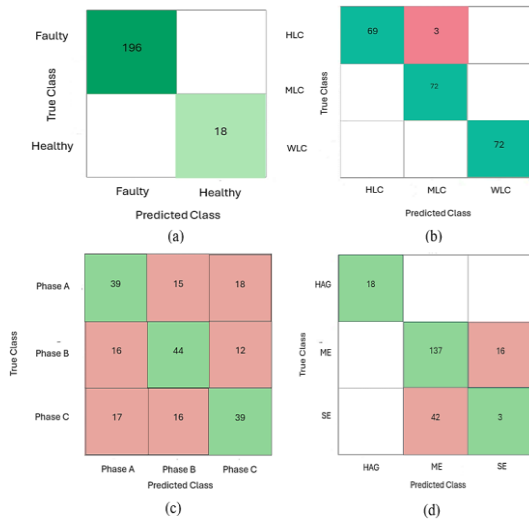 Faulty
196
True Class
Healthy
18
Faulty
Healthy
Predicted Class
(a)
HLC
69
3
True Class
MLC
72
WLC
72
HLC
MLC
WLC
Predicted Class
(b)
Phase A
39
15
18
True Class
Phase B
16
44
12
Phase C
17
16
39
Phase A
Phase B
Phase C
Predicted Class
(c)
HAG
18
True Class
ME
137
16
SE
42
3
HAG
ME
SE
Predicted Class
(d)